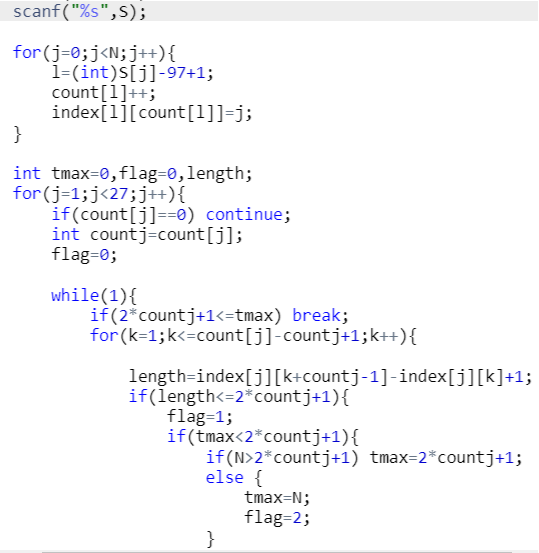 scanf("%s",S);
for(j=0;j<N;j++){
l=(int)S[j]-97+1;
count[l]++;
index[l][count[l]]=j;
}
int tmax=0,flag=0,length;
for(j=1;j<27;j++){
if(count[j]==0) continue;
int countj=count[j];
flag=0;
while(1){
if(2*countj+1<=tmax) break;
for(k=1;k<=count[j]-countj+1;k++){
length=index[j][k+countj-1]-index[j][k]+1;
if(length<=2*countj+1){
flag=1;
if(tmax<2*countj+1){
if(N>2*countj+1) tmax=2*countj+1;
else {
tmax=N;
flag=2;
}